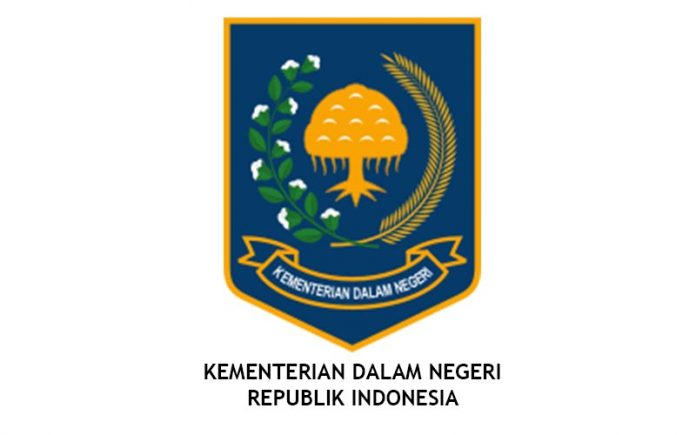 KEMENTERIAN DALAM NEGERI
KEMENTERIAN DALAM NEGERI
REPUBLIK INDONESIA